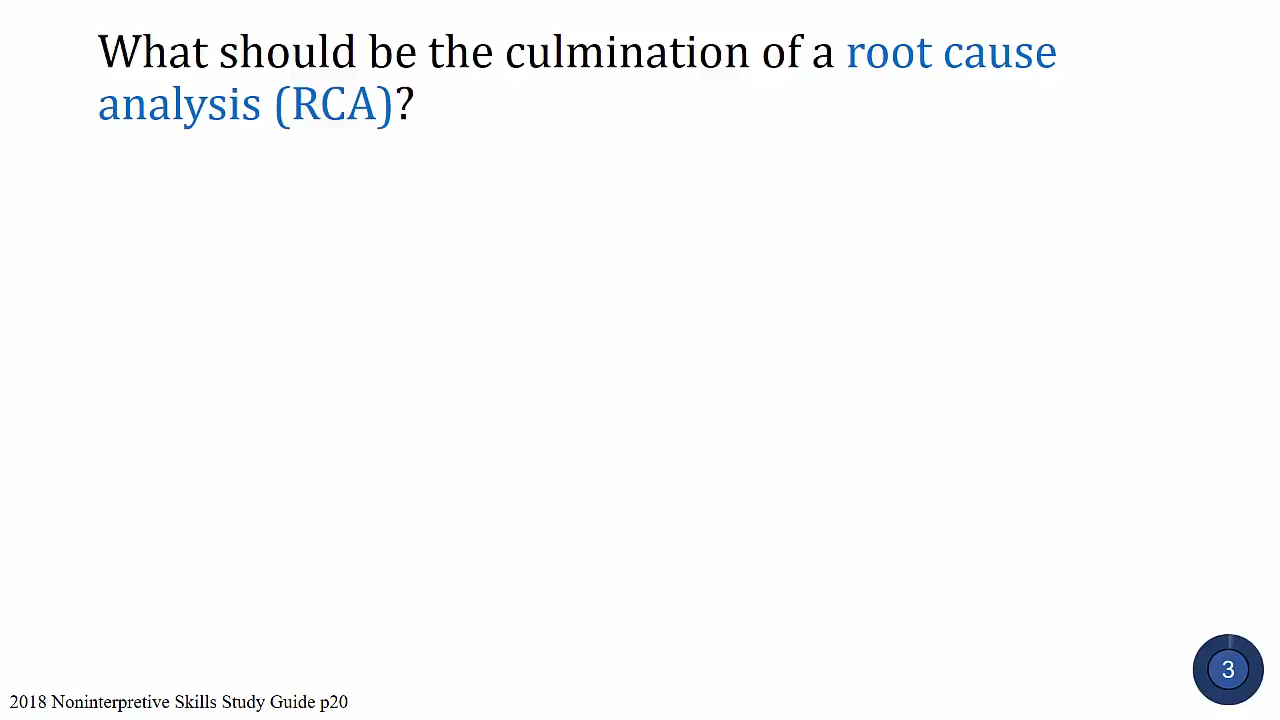 What should be the culmination of a root cause
analysis (RCA)?
3
2018 Noninterpretive Skills Study Guide p20